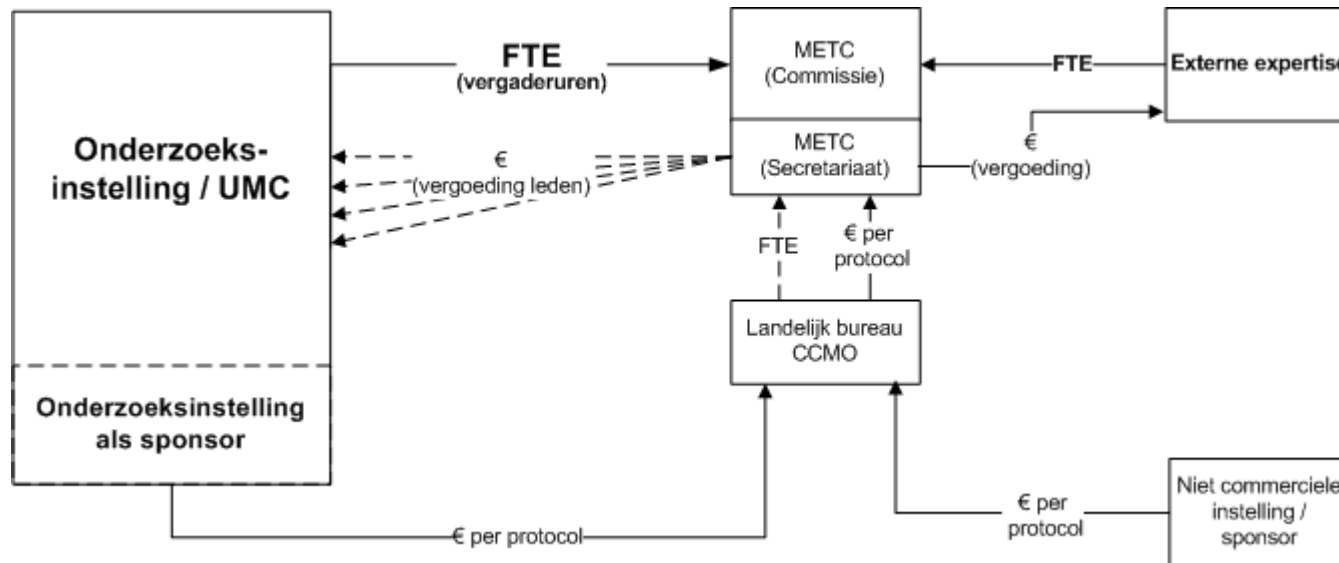 FTE
(vergaderuren)
METC
(Commissie)
FTE
Externe expertise
Onderzoeks-
instelling / UMC
€
(vergoeding leden)
METC
(Secretariaat)
€
(vergoeding)
FTE
€ per
protocol
Landelijk bureau
CCMO
Onderzoeksinstelling
als sponsor
€ per protocol
€ per
protocol
Niet commerciele
instelling /
sponsor